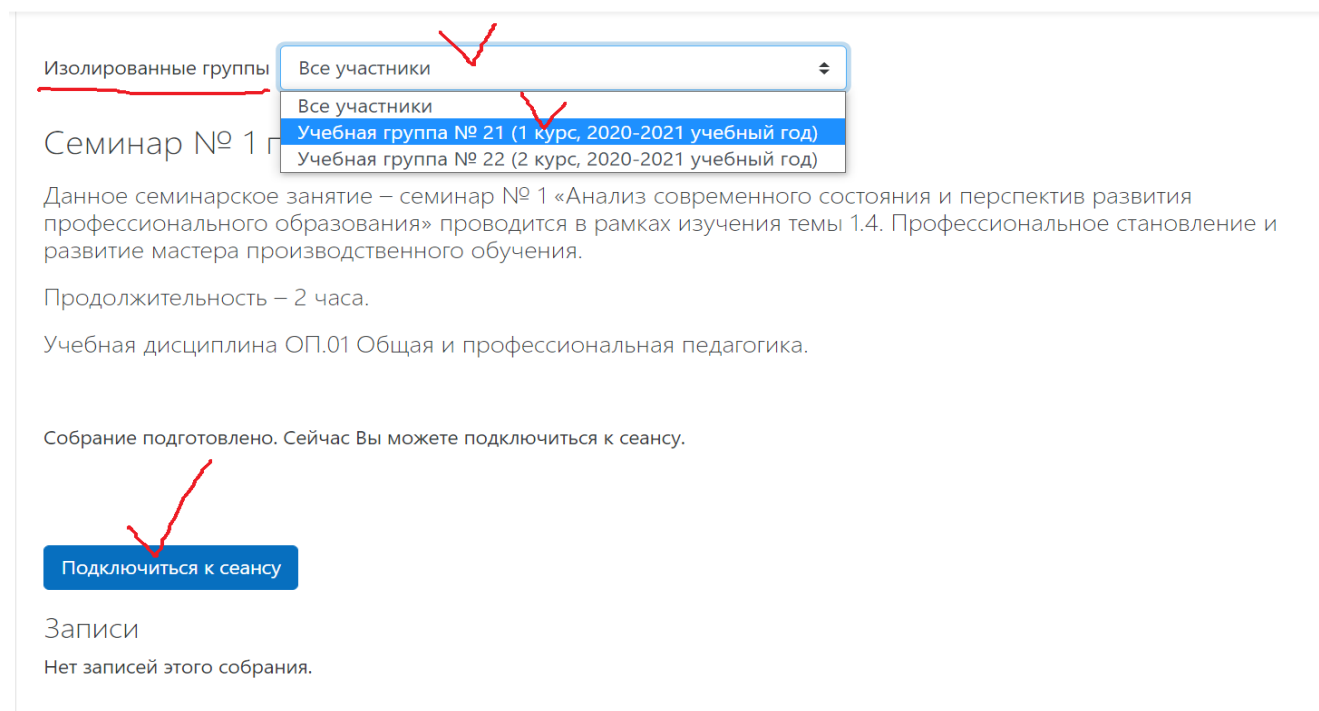 Изолированные группы Все участники
Все участники
Учебная группа № 21 (1 курс, 2020-2021 учебный год)
Учебная группа № 22 (2 курс, 2020-2021 учебный год)
Семинар № 1
Данное семинарское занятие – семинар № 1 «Анализ современного состояния и перспектив развития
профессионального образования» проводится в рамках изучения темы 1.4. Профессиональное становление и
развитие мастера производственного обучения.
Продолжительность – 2 часа.
Учебная дисциплина ОП.01 Общая и профессиональная педагогика.
Собрание подготовлено. Сейчас Вы можете подключиться к сеансу.
Подключиться к сеансу
Записи
Нет записей этого собрания.